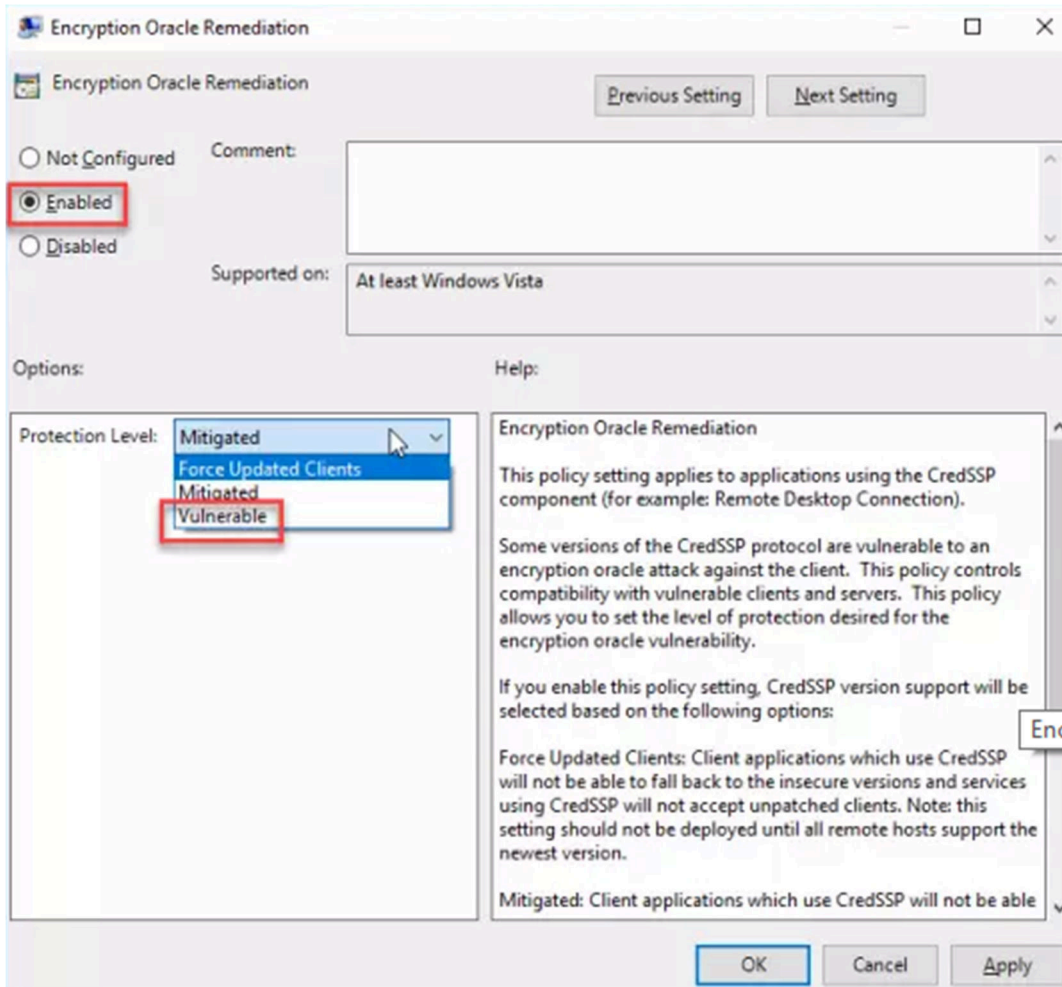 Encryption Oracle Remediation
Encryption Oracle Remediation
Previous Setting
Next Setting
Not Configured
Comment:
Enabled
Disabled
Supported on:
At least Windows Vista
Options:
Help:
Protection Level:
Mitigated
Force Updated Clients
Mitigated
Vulnerable
Encryption Oracle Remediation
This policy setting applies to applications using the CredSSP
component (for example: Remote Desktop Connection).
Some versions of the CredSSP protocol are vulnerable to an
encryption oracle attack against the client.  This policy controls
compatibility with vulnerable clients and servers.  This policy
allows you to set the level of protection desired for the
encryption oracle vulnerability.
If you enable this policy setting, CredSSP version support will be
selected based on the following options:
Enc
Force Updated Clients: Client applications which use CredSSP
will not be able to fall back to the insecure versions and services
using CredSSP will not accept unpatched clients. Note: this
setting should not be deployed until all remote hosts support the
newest version.
Mitigated: Client applications which use CredSSP will not be able
OK
Cancel
Apply